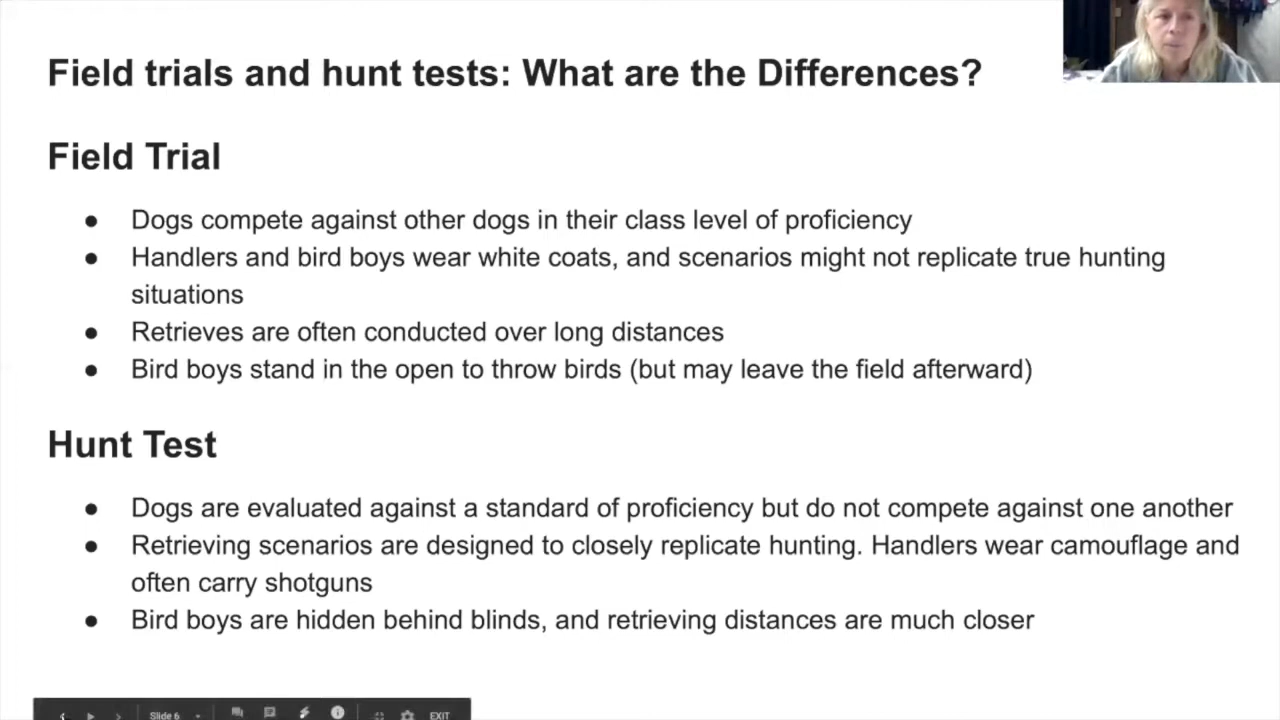 Field trials and hunt tests: What are the Differences?
Field Trial
● Dogs compete against other dogs in their class level of proficiency
● Handlers and bird boys wear white coats, and scenarios might not replicate true hunting
situations
● Retrieves are often conducted over long distances
● Bird boys stand in the open to throw birds (but may leave the field afterward)
Hunt Test
● Dogs are evaluated against a standard of proficiency but do not compete against one another
● Retrieving scenarios are designed to closely replicate hunting. Handlers wear camouflage and
often carry shotguns
● Bird boys are hidden behind blinds, and retrieving distances are much closer
Slide 6 EXIT